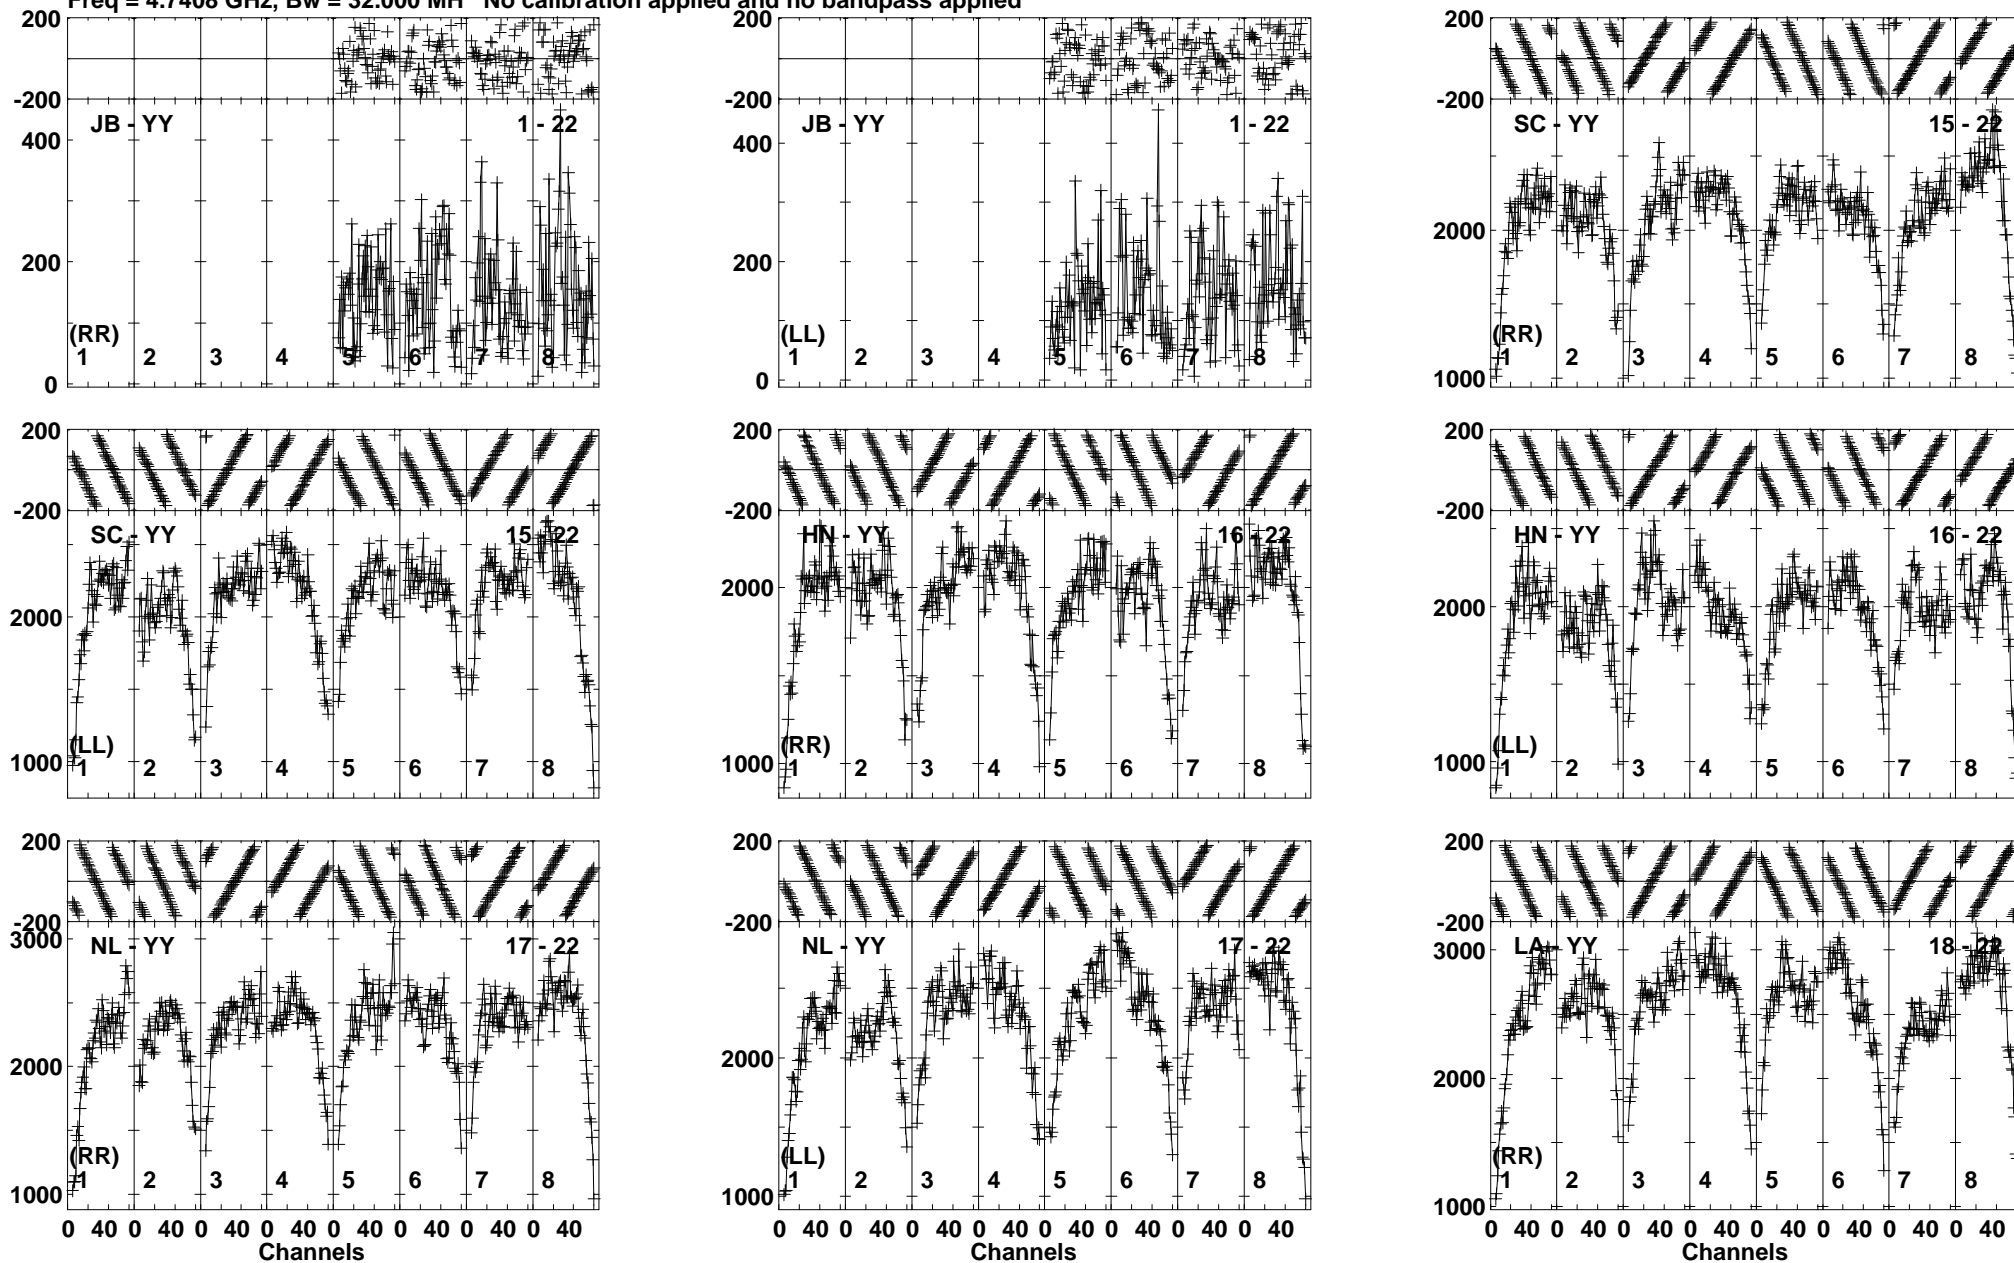 Freq = 4.7408 GHz, Bw = 32.000 MH No calibration applied and no bandpass applied
200
-200
JB - YY 1 - 22
400
200
0
(RR)
1 2 3 4 5 6 7 8
200
-200
JB - YY 1 - 22
400
200
0
(LL)
1 2 3 4 5 6 7 8
200
-200
SC - YY 15 - 22
2000
1000
(RR)
1 2 3 4 5 6 7 8
200
-200
SC - YY 15 - 22
2000
1000
(LL)
1 2 3 4 5 6 7 8
200
-200
HN - YY 16 - 22
2000
1000
(RR)
1 2 3 4 5 6 7 8
200
-200
HN - YY 16 - 22
2000
1000
(LL)
1 2 3 4 5 6 7 8
200
-200
3000
NL - YY 17 - 22
2000
1000
(RR)
1 2 3 4 5 6 7 8
0 40 0 40 0 40 0 40 0 40 0 40 0 40 0 40
Channels
200
-200
NL - YY 17 - 22
2000
1000
(LL)
1 2 3 4 5 6 7 8
0 40 0 40 0 40 0 40 0 40 0 40 0 40 0 40
Channels
200
-200
3000
LA - YY 18 - 22
2000
1000
(RR)
1 2 3 4 5 6 7 8
0 40 0 40 0 40 0 40 0 40 0 40 0 40 0 40
Channels